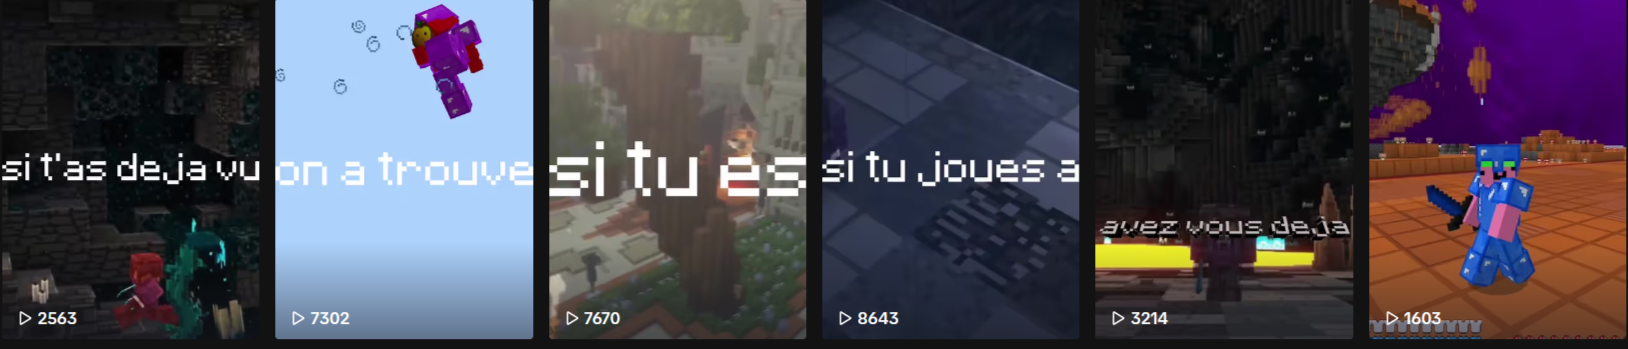 si t'as deja vu
on a trouve
si tu es
si tu joues a
avez vous deja
2563
7302
7670
8643
3214
1603